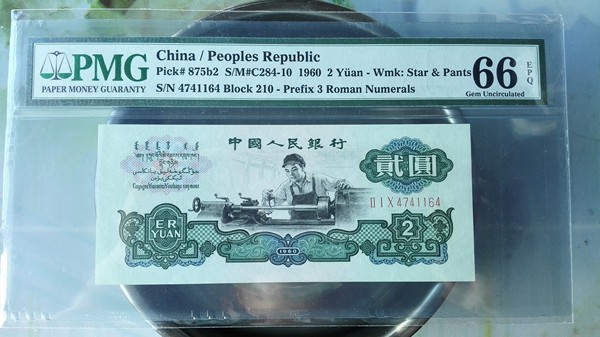 PMG
PAPER MONEY GUARANTY
China / Peoples Republic
Pick# 875b2 S/M#C284-10 1960 2 Yüan - Wmk: Star & Pants
S/N 4741164 Block 210 - Prefix 3 Roman Numerals
66
EPQ
Gem Uncirculated
中國人民銀行
貳圓
II I X 4741164
ER
YUAN
2
1960